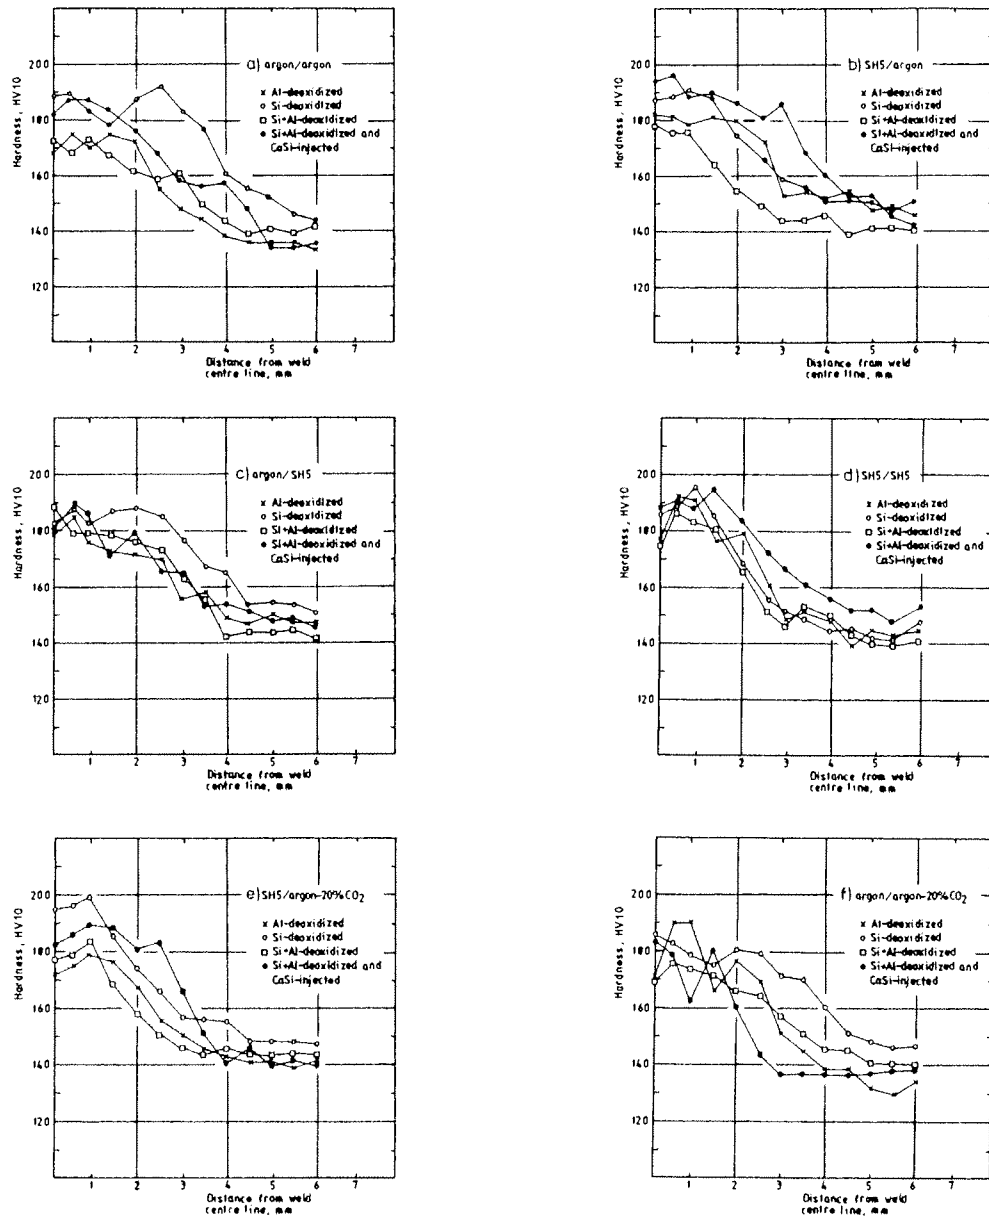 a) argon/argon
× Al-deoxidized
○ Si-deoxidized
□ Si+Al-deoxidized
● Si+Al-deoxidized and
CaSi-injected
Hardness, HV10
200
180
160
140
120
1 2 3 4 5 6 7
Distance from weld
centre line, mm
b) SH5/argon
× Al-deoxidized
○ Si-deoxidized
□ Si+Al-deoxidized
● Si+Al-deoxidized and
CaSi-injected
Hardness, HV10
200
180
160
140
120
1 2 3 4 5 6 7
Distance from weld
centre line, mm
c) argon/SH5
× Al-deoxidized
○ Si-deoxidized
□ Si+Al-deoxidized
● Si+Al-deoxidized and
CaSi-injected
Hardness, HV10
200
180
160
140
120
1 2 3 4 5 6 7
Distance from weld
centre line, mm
d) SH5/SH5
× Al-deoxidized
○ Si-deoxidized
□ Si+Al-deoxidized
● Si+Al-deoxidized and
CaSi-injected
Hardness, HV10
200
180
160
140
120
1 2 3 4 5 6 7
Distance from weld
centre line, mm
e) SH5/argon-20%CO₂
× Al-deoxidized
○ Si-deoxidized
□ Si+Al-deoxidized
● Si+Al-deoxidized and
CaSi-injected
Hardness, HV10
200
180
160
140
120
1 2 3 4 5 6 7
Distance from weld
centre line, mm
f) argon/argon-20%CO₂
× Al-deoxidized
○ Si-deoxidized
□ Si+Al-deoxidized
● Si+Al-deoxidized and
CaSi-injected
Hardness, HV10
200
180
160
140
120
1 2 3 4 5 6 7
Distance from weld
centre line, mm